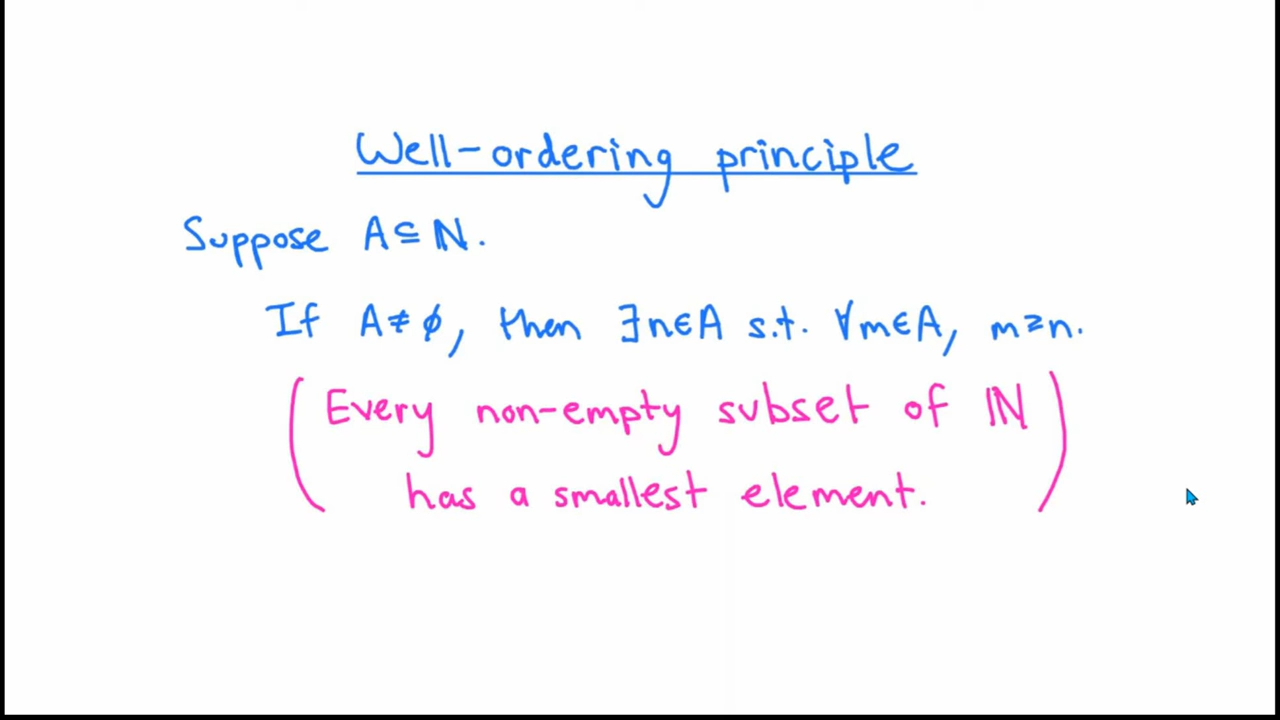 Well-ordering principle
Suppose A⊆ℕ.
If A≠∅, then ∃n∈A s.t. ∀m∈A, m≥n.
(Every non-empty subset of ℕ
has a smallest element.)